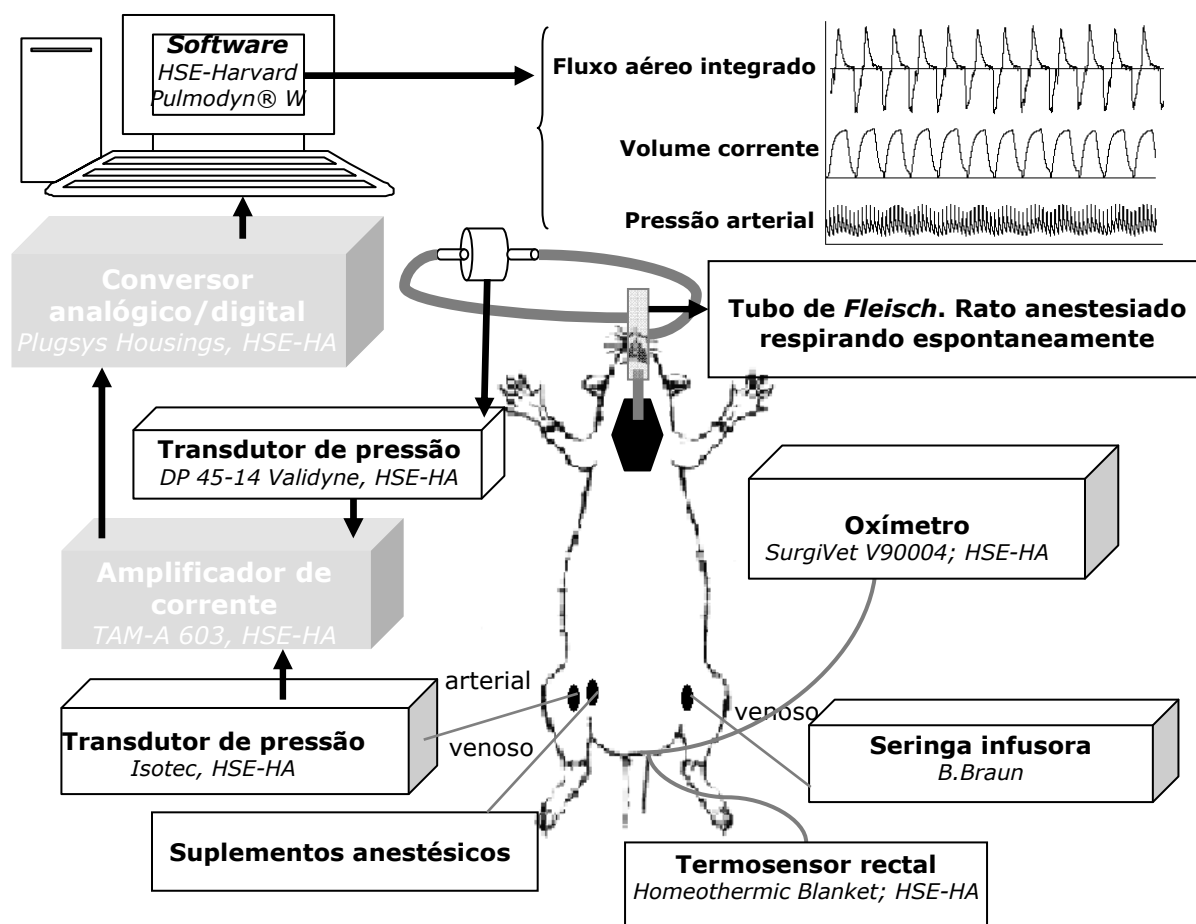 Software
HSE-Harvard
Pulmodyn® W
Fluxo aéreo integrado
Volume corrente
Pressão arterial
Conversor
analógico/digital
Plugsys Housings, HSE-HA
Tubo de Fleisch. Rato anestesiado
respirando espontaneamente
Transdutor de pressão
DP 45-14 Validyne, HSE-HA
Oxímetro
SurgiVet V90004; HSE-HA
Amplificador de
corrente
TAM-A 603, HSE-HA
arterial
venoso
venoso
Transdutor de pressão
Isotec, HSE-HA
Seringa infusora
B.Braun
Suplementos anestésicos
Termosensor rectal
Homeothermic Blanket; HSE-HA